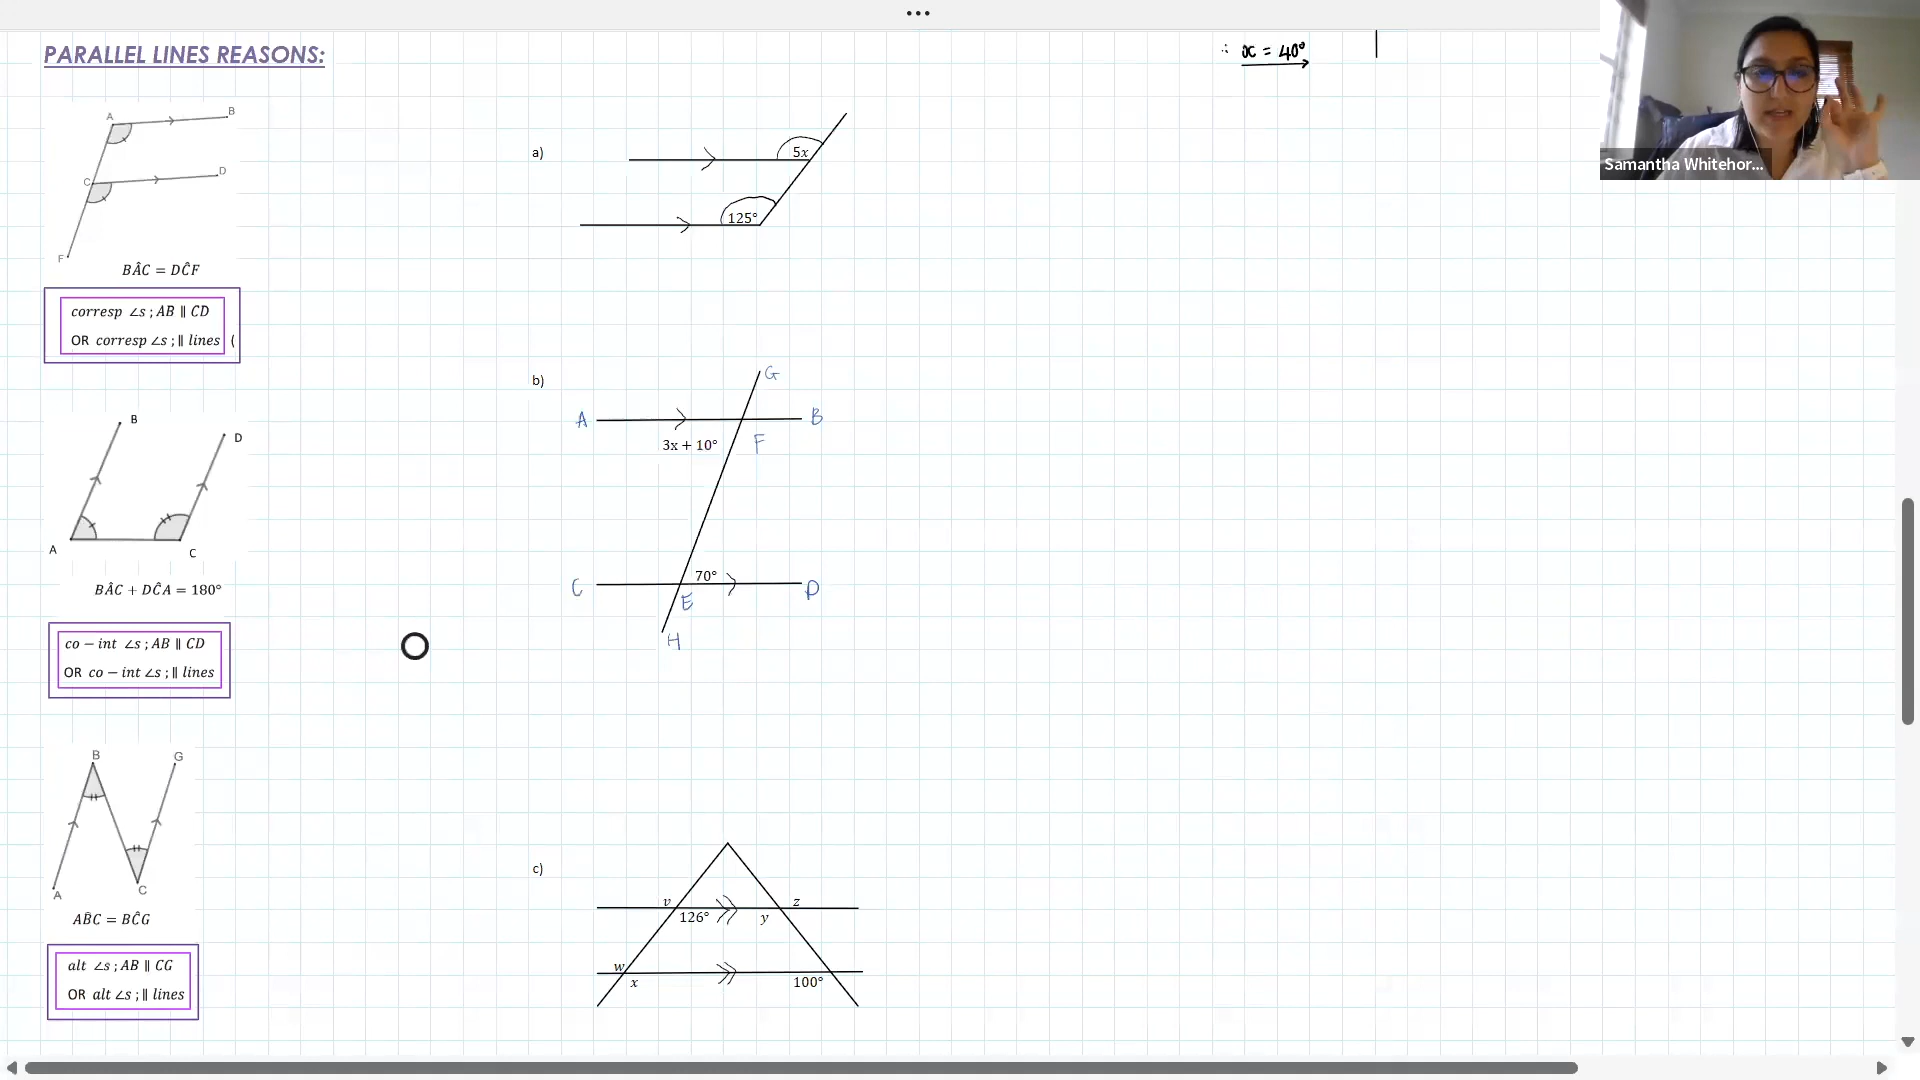 PARALLEL LINES REASONS:
∴ x = 40°
Samantha Whitehor...
A
B
C
D
F
BÂC = DĈF
corresp ∠s ; AB ∥ CD
OR corresp ∠s ; ∥ lines (
B
D
A
C
BÂC + DĈA = 180°
co − int ∠s ; AB ∥ CD
OR co − int ∠s ; ∥ lines
B
G
A
C
AB̂C = BĈG
alt ∠s ; AB ∥ CG
OR alt ∠s ; ∥ lines
a)
5x
125°
b)
G
A
B
3x + 10°
F
70°
C
E
D
H
c)
v
z
126°
y
w
x
100°